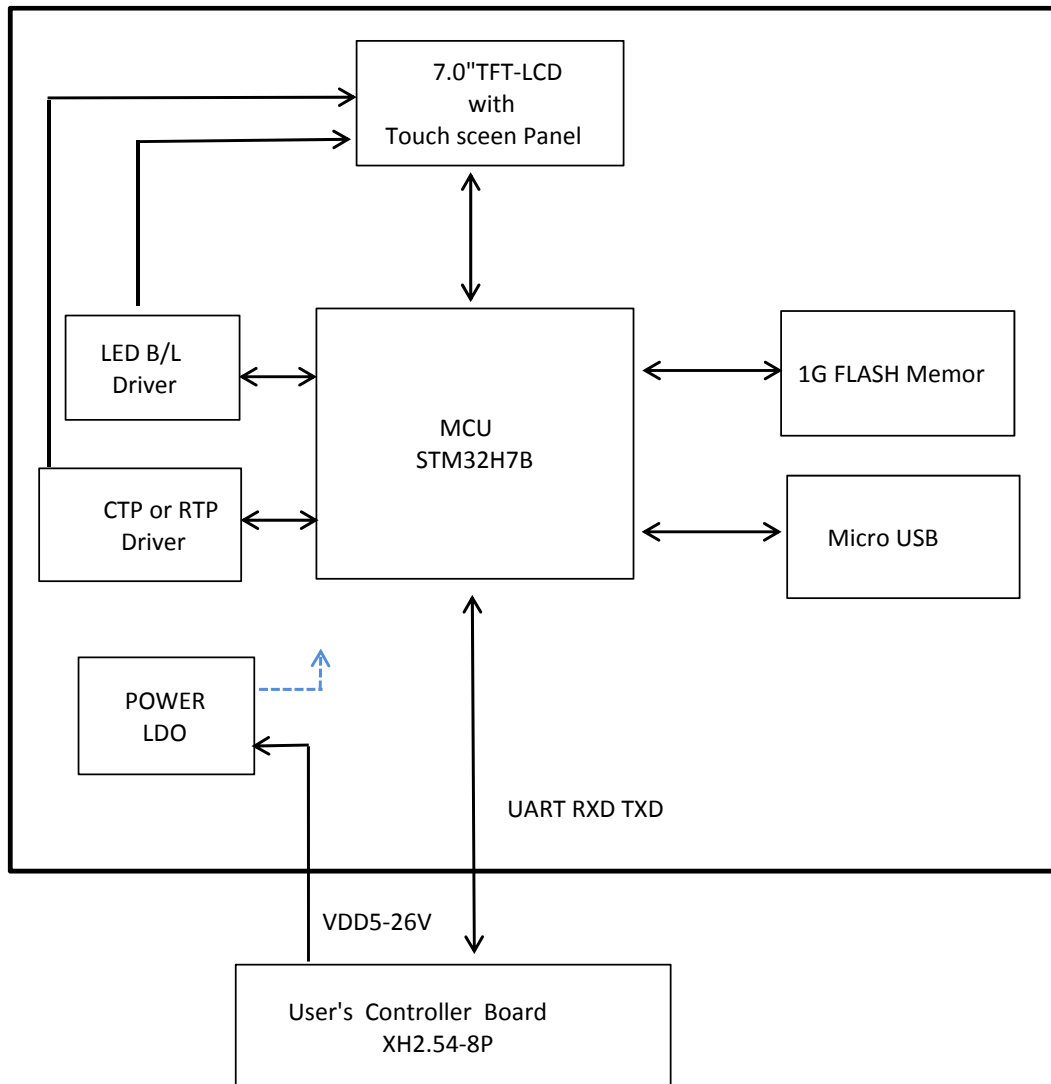 7.0"TFT-LCD
with
Touch sceen Panel
LED B/L
Driver
MCU
STM32H7B
1G FLASH Memor
CTP or RTP
Driver
Micro USB
POWER
LDO
UART RXD TXD
VDD5-26V
User's Controller Board
XH2.54-8P